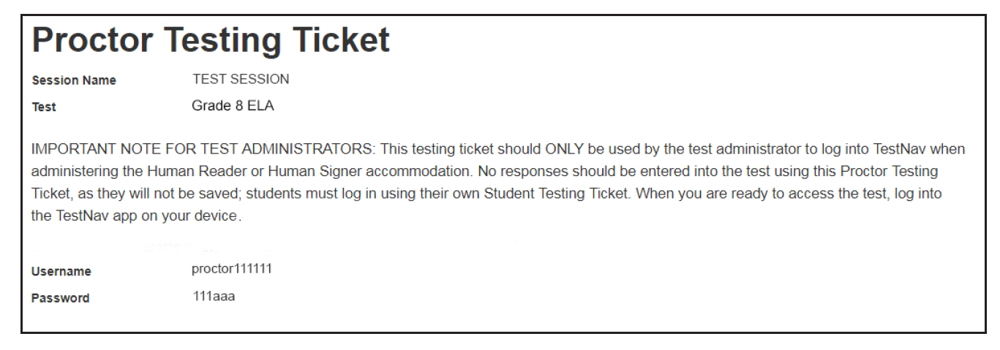 Proctor Testing Ticket
Session Name TEST SESSION
Test Grade 8 ELA
IMPORTANT NOTE FOR TEST ADMINISTRATORS: This testing ticket should ONLY be used by the test administrator to log into TestNav when
administering the Human Reader or Human Signer accommodation. No responses should be entered into the test using this Proctor Testing
Ticket, as they will not be saved; students must log in using their own Student Testing Ticket. When you are ready to access the test, log into
the TestNav app on your device.
Username proctor111111
Password 111aaa